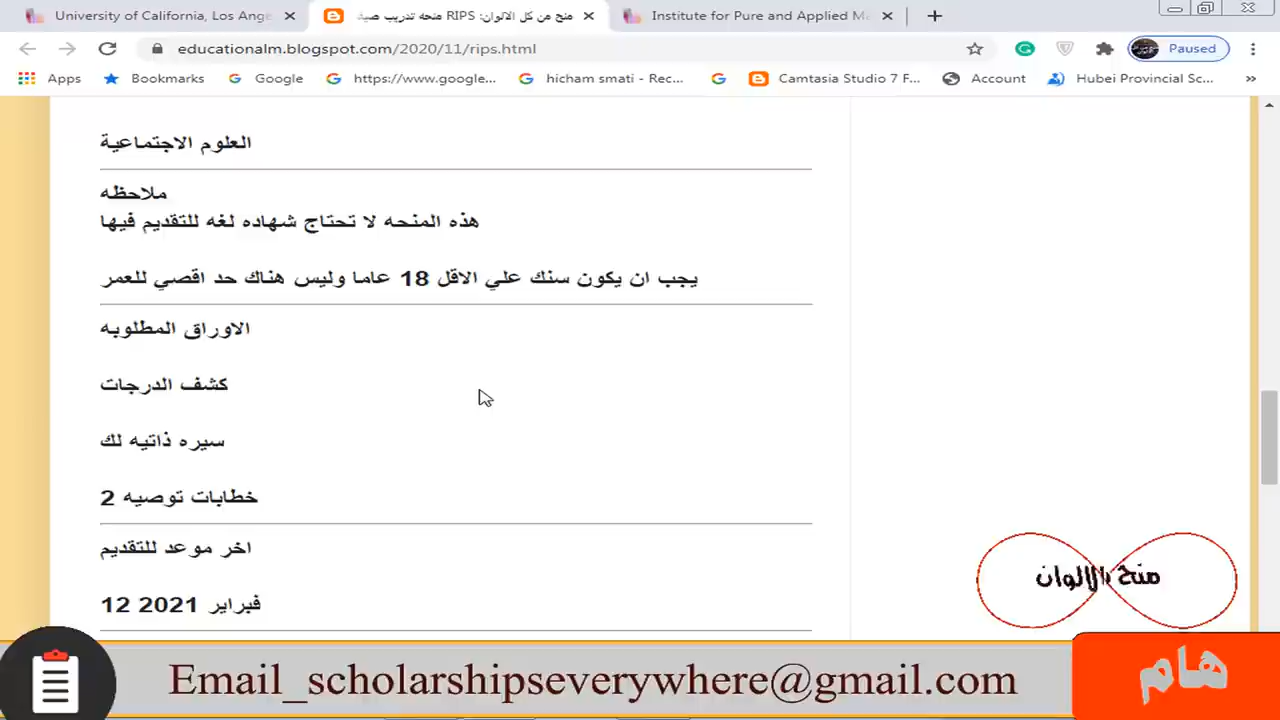 University of California, Los Ange
منح من كل الالوان: RIPS منحه تدريب صيه
Institute for Pure and Applied Ma
educationalm.blogspot.com/2020/11/rips.html
Paused
Apps
Bookmarks
Google
https://www.google...
hicham smati - Rec...
Camtasia Studio 7 F...
Account
Hubei Provincial Sc...
»
العلوم الاجتماعية
ملاحظه
هذه المنحه لا تحتاج شهاده لغه للتقديم فيها
يجب ان يكون سنك علي الاقل 18 عاما وليس هناك حد اقصي للعمر
الاوراق المطلوبه
كشف الدرجات
سيره ذاتيه لك
خطابات توصيه 2
اخر موعد للتقديم
فبراير 2021 12
منح بالالوان
Email_scholarshipseverywhere@gmail.com
هام